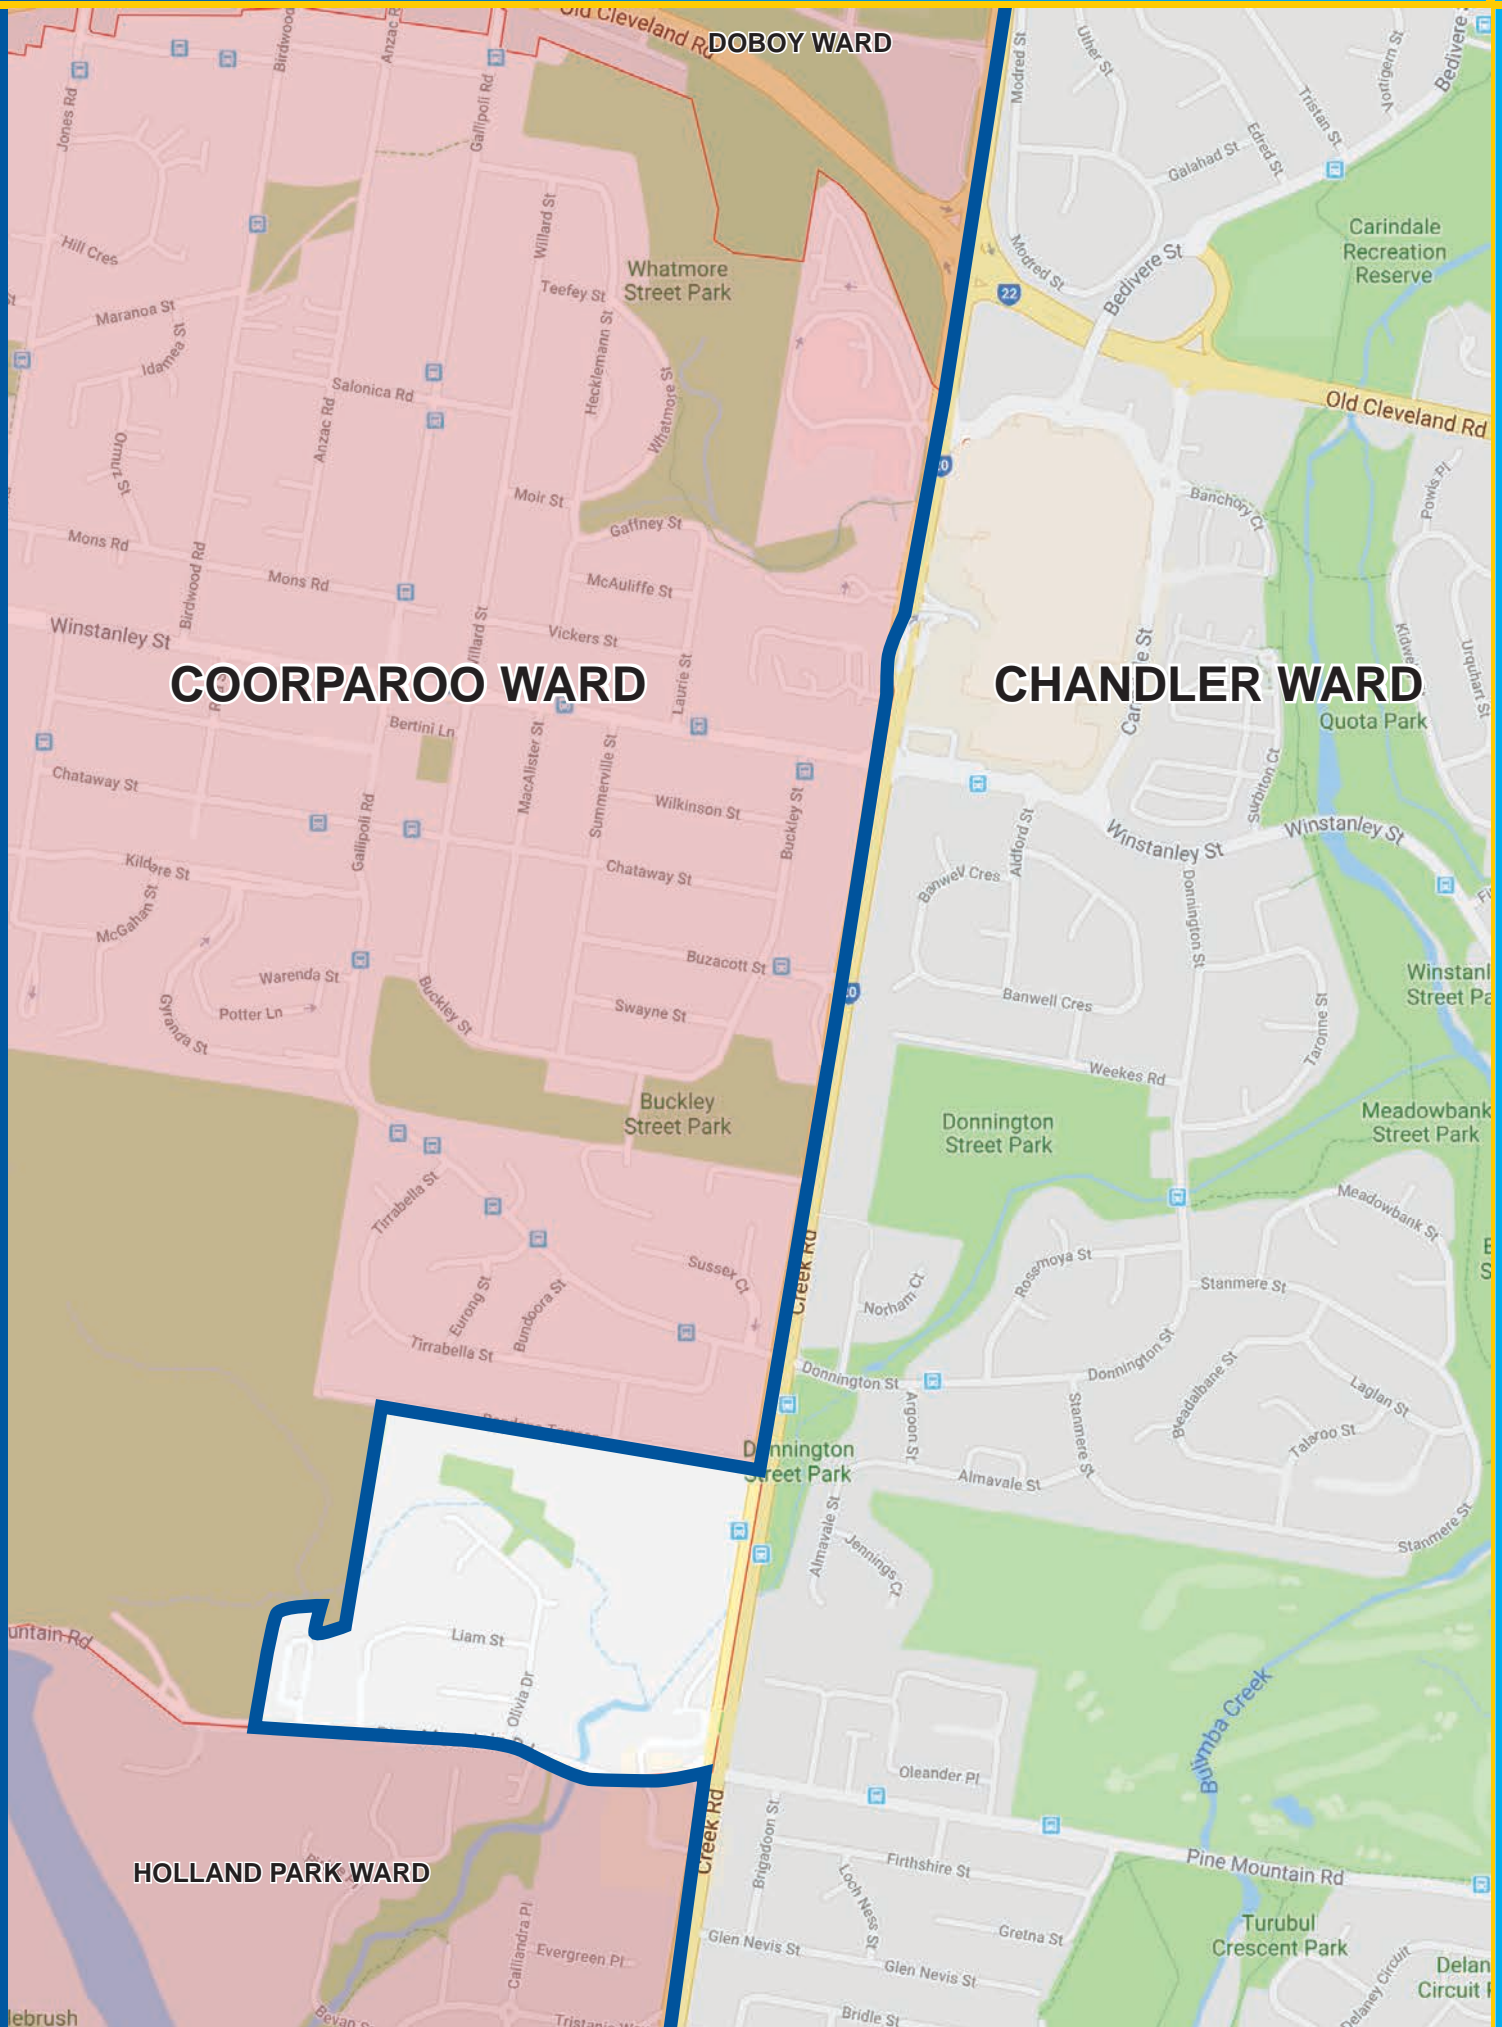 Old Cleveland Rd
DOBOY WARD
Birdwood
Anzac R
Modred St
Uther St
Vortigern St
Bedivere
Jones Rd
Gallipoli Rd
Tristan St
Edred St
Galahad St
Willard St
Hill Cres
Whatmore
Street Park
Carindale
Recreation
Reserve
Modred St
Bedivere St
22
Teefey St
Maranoa St
Idamea St
Hecklemann St
Whatmore St
Salonica Rd
Anzac Rd
Old Cleveland Rd
Ormuz St
Moir St
Gaffney St
Banchory Ct
Powis Pl
Mons Rd
Mons Rd
Birdwood Rd
McAuliffe St
Winstanley St
Vickers St
Laurie St
Urquhart St
COORPAROO WARD
CHANDLER WARD
Quota Park
Bertini Ln
MacAlister St
Summerville St
Chataway St
Wilkinson St
Buckley St
Surbiton Ct
Gallipoli Rd
Aldford St
Winstanley St
Winstanley St
Kildare St
Chataway St
Banwell Cres
Donnington St
McGahan St
Buzacott St
Warenda St
Potter Ln
Gyranda St
Buckley St
Swayne St
Banwell Cres
Winstanl
Street Pa
Taronne St
Weekes Rd
Buckley
Street Park
Donnington
Street Park
Meadowbank
Street Park
Tirrabella St
Meadowbank St
Creek Rd
Sussex Ct
Rossmoya St
Stanmere St
Norham Ct
Eurong St
Bundoora St
Tirrabella St
Donnington St
Donnington St
Breadalbane St
Laglan St
Argoon St
Stanmere St
Talaroo St
Donnington
Street Park
Almavale St
Almavale St
Jennings Ct
Stanmere St
untain Rd
Liam St
Olivia Dr
Bulimba Creek
Oleander Pl
Creek Rd
Brigadoon St
Firthshire St
Pine Mountain Rd
HOLLAND PARK WARD
Loch Ness St
Calliandra Pl
Gretna St
Turubul
Crescent Park
Evergreen Pl
Glen Nevis St
Glen Nevis St
Delan
Circuit
Delaney Circuit
Bridle St
lebrush
Bevan S